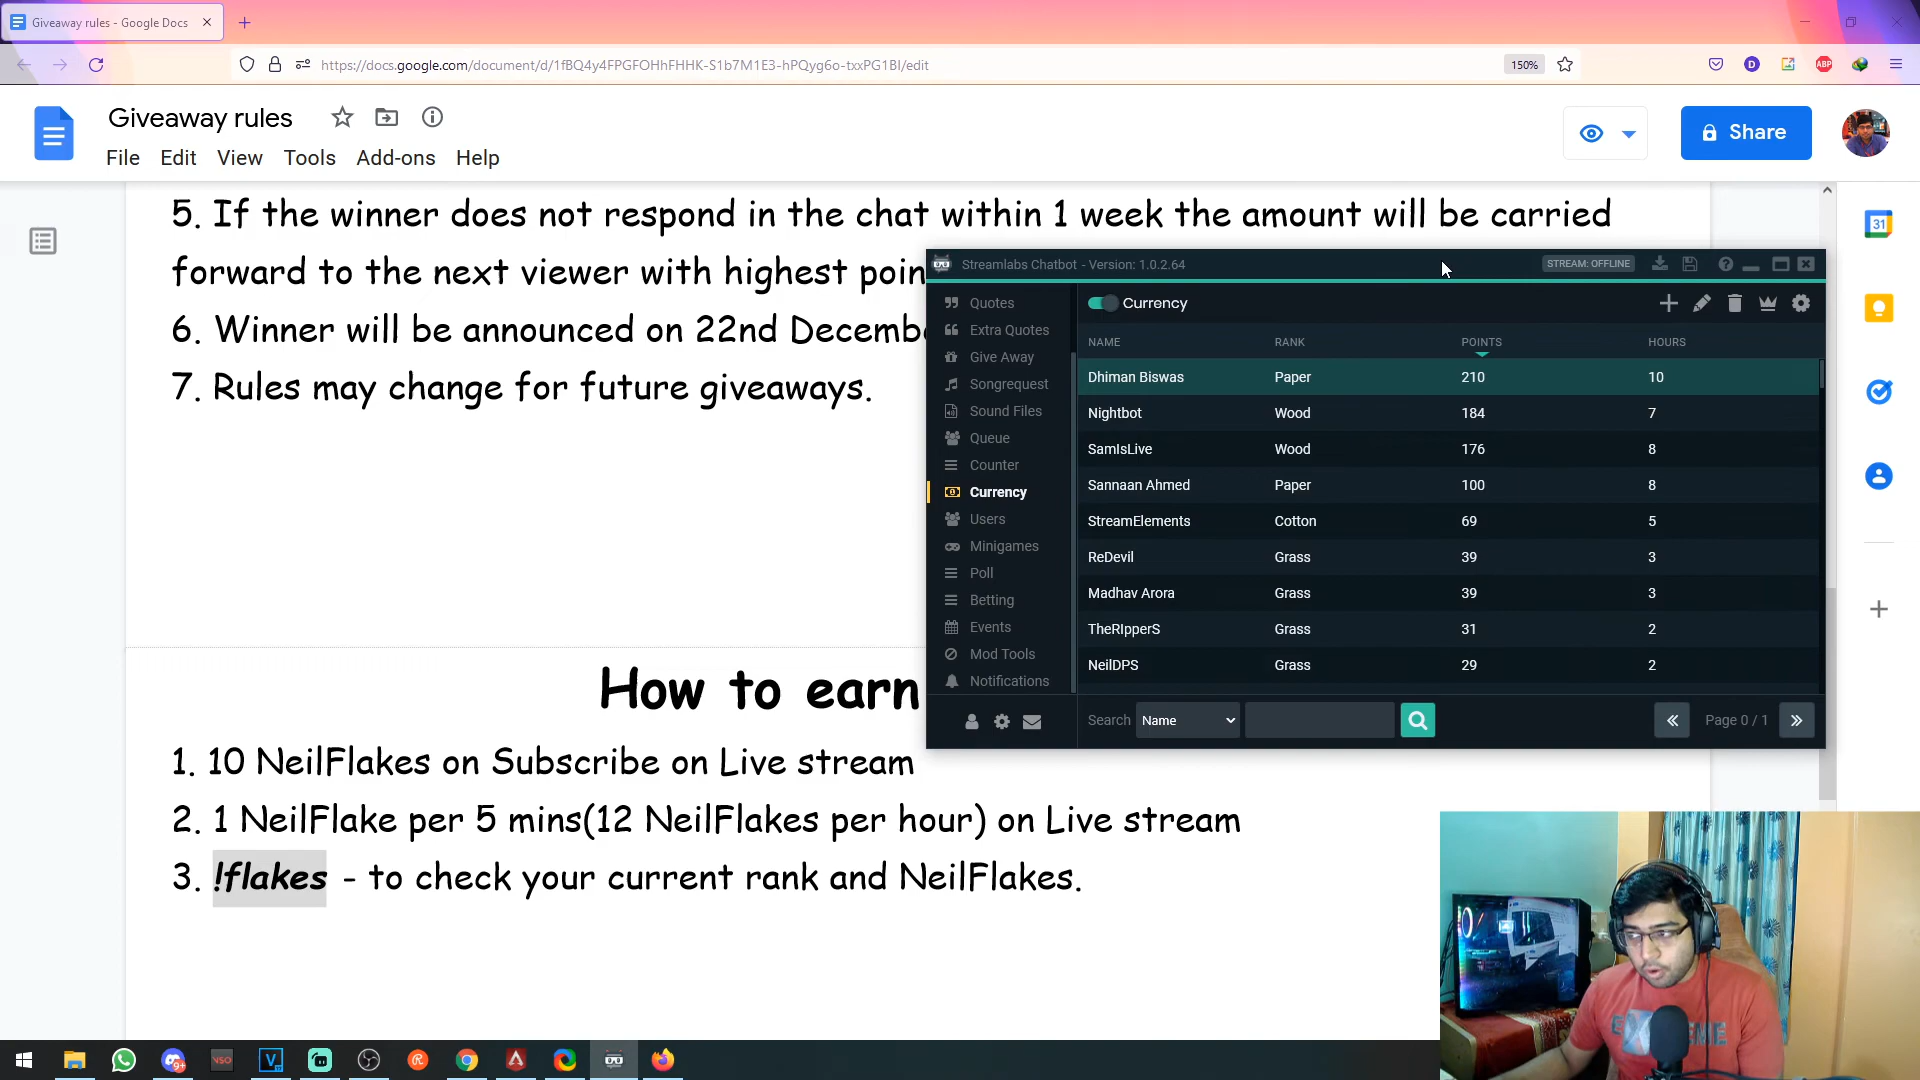 Giveaway rules - Google Docs
https://docs.google.com/document/d/1fBQ4y4FPGFOHhFHHK-S1b7M1E3-hPQyg6o-txxPG1BI/edit
150%
Giveaway rules
File Edit View Tools Add-ons Help
Share
5. If the winner does not respond in the chat within 1 week the amount will be carried
forward to the next viewer with highest poin
6. Winner will be announced on 22nd Decembe
7. Rules may change for future giveaways.
How to earn
1. 10 NeilFlakes on Subscribe on Live stream
2. 1 NeilFlake per 5 mins(12 NeilFlakes per hour) on Live stream
3. !flakes - to check your current rank and NeilFlakes.
Streamlabs Chatbot - Version: 1.0.2.64
STREAM: OFFLINE
Quotes
Extra Quotes
Give Away
Songrequest
Sound Files
Queue
Counter
Currency
Users
Minigames
Poll
Betting
Events
Mod Tools
Notifications
Currency
NAME RANK POINTS HOURS
Dhiman Biswas Paper 210 10
Nightbot Wood 184 7
SamIsLive Wood 176 8
Sannaan Ahmed Paper 100 8
StreamElements Cotton 69 5
ReDevil Grass 39 3
Madhav Arora Grass 39 3
TheRIpperS Grass 31 2
NeilDPS Grass 29 2
Search Name Page 0 / 1
31
D
ABP
VSO
9+